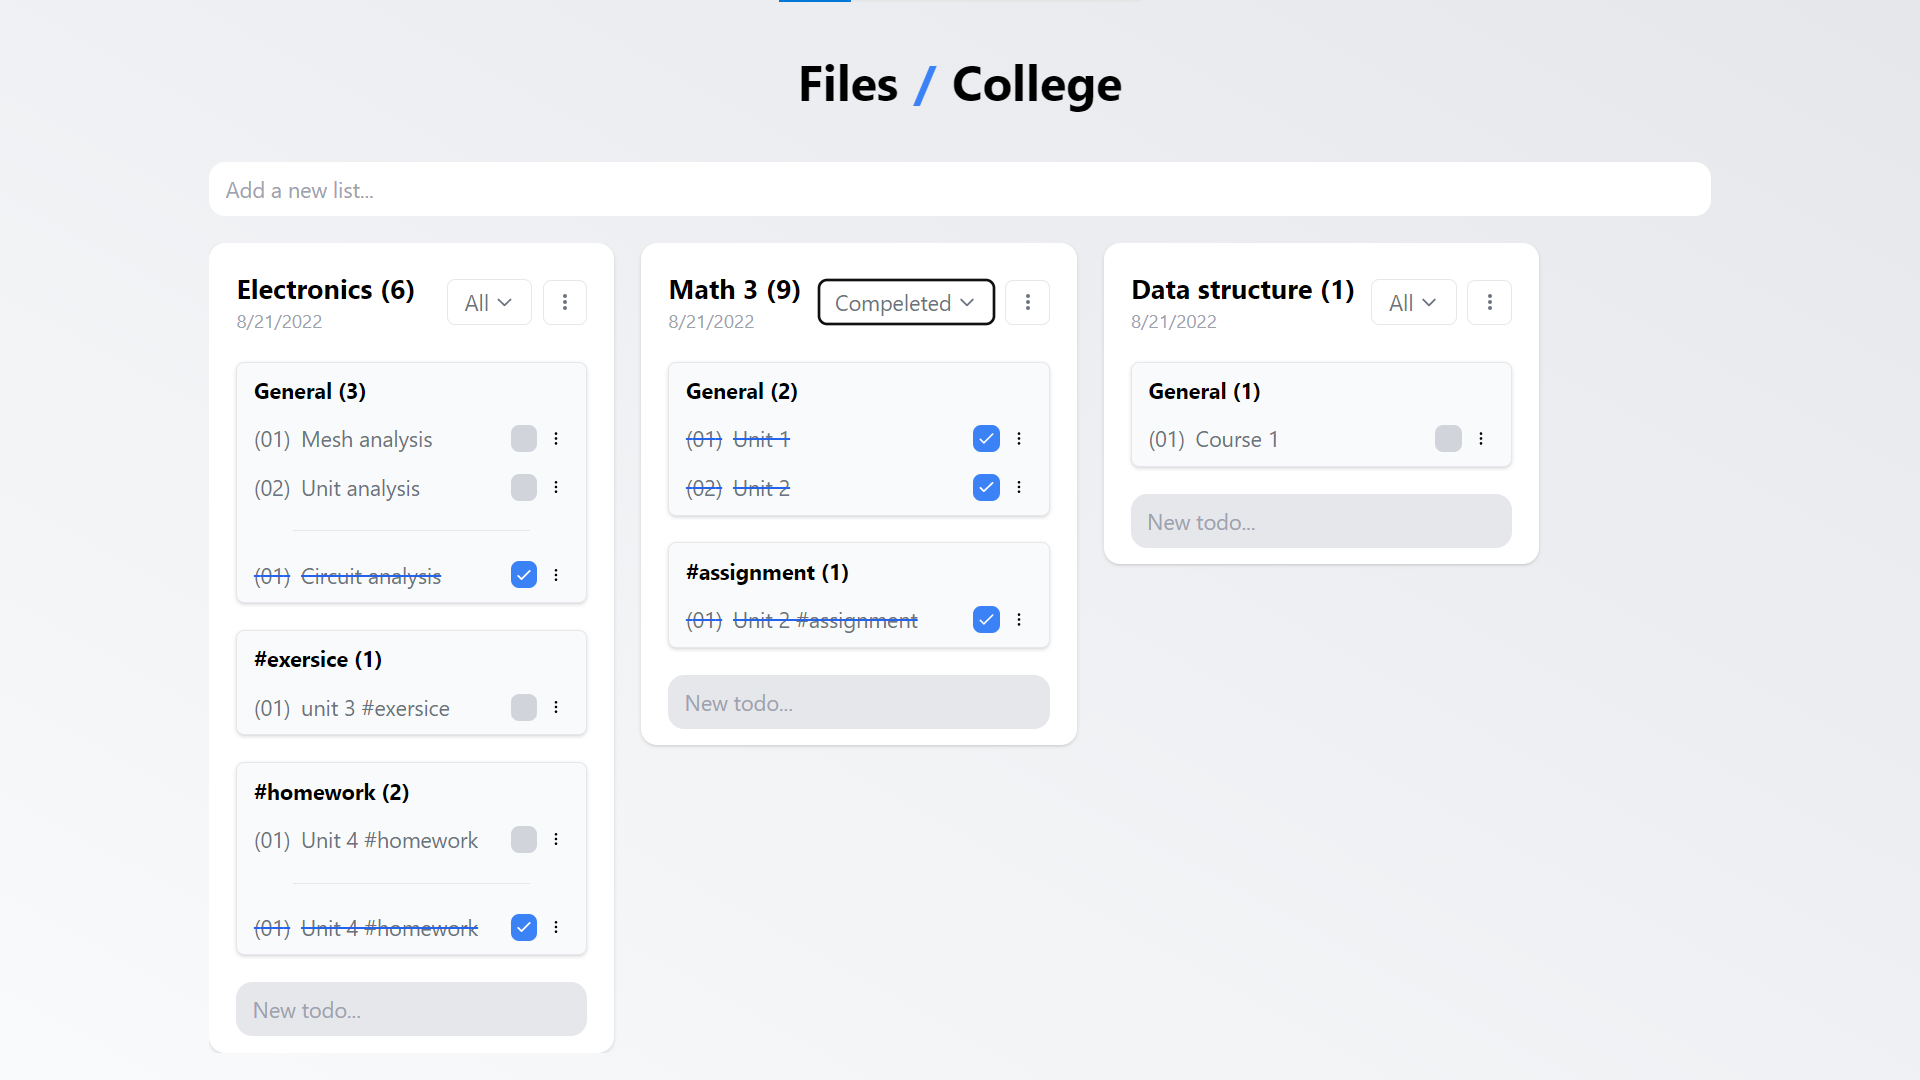 Files / College
Add a new list...
Electronics (6)
8/21/2022
All
General (3)
(01) Mesh analysis
(02) Unit analysis
(01) Circuit analysis
#exersice (1)
(01) unit 3 #exersice
#homework (2)
(01) Unit 4 #homework
(01) Unit 4 #homework
New todo...
Math 3 (9)
8/21/2022
Compeleted
General (2)
(01) Unit 1
(02) Unit 2
#assignment (1)
(01) Unit 2 #assignment
New todo...
Data structure (1)
8/21/2022
All
General (1)
(01) Course 1
New todo...